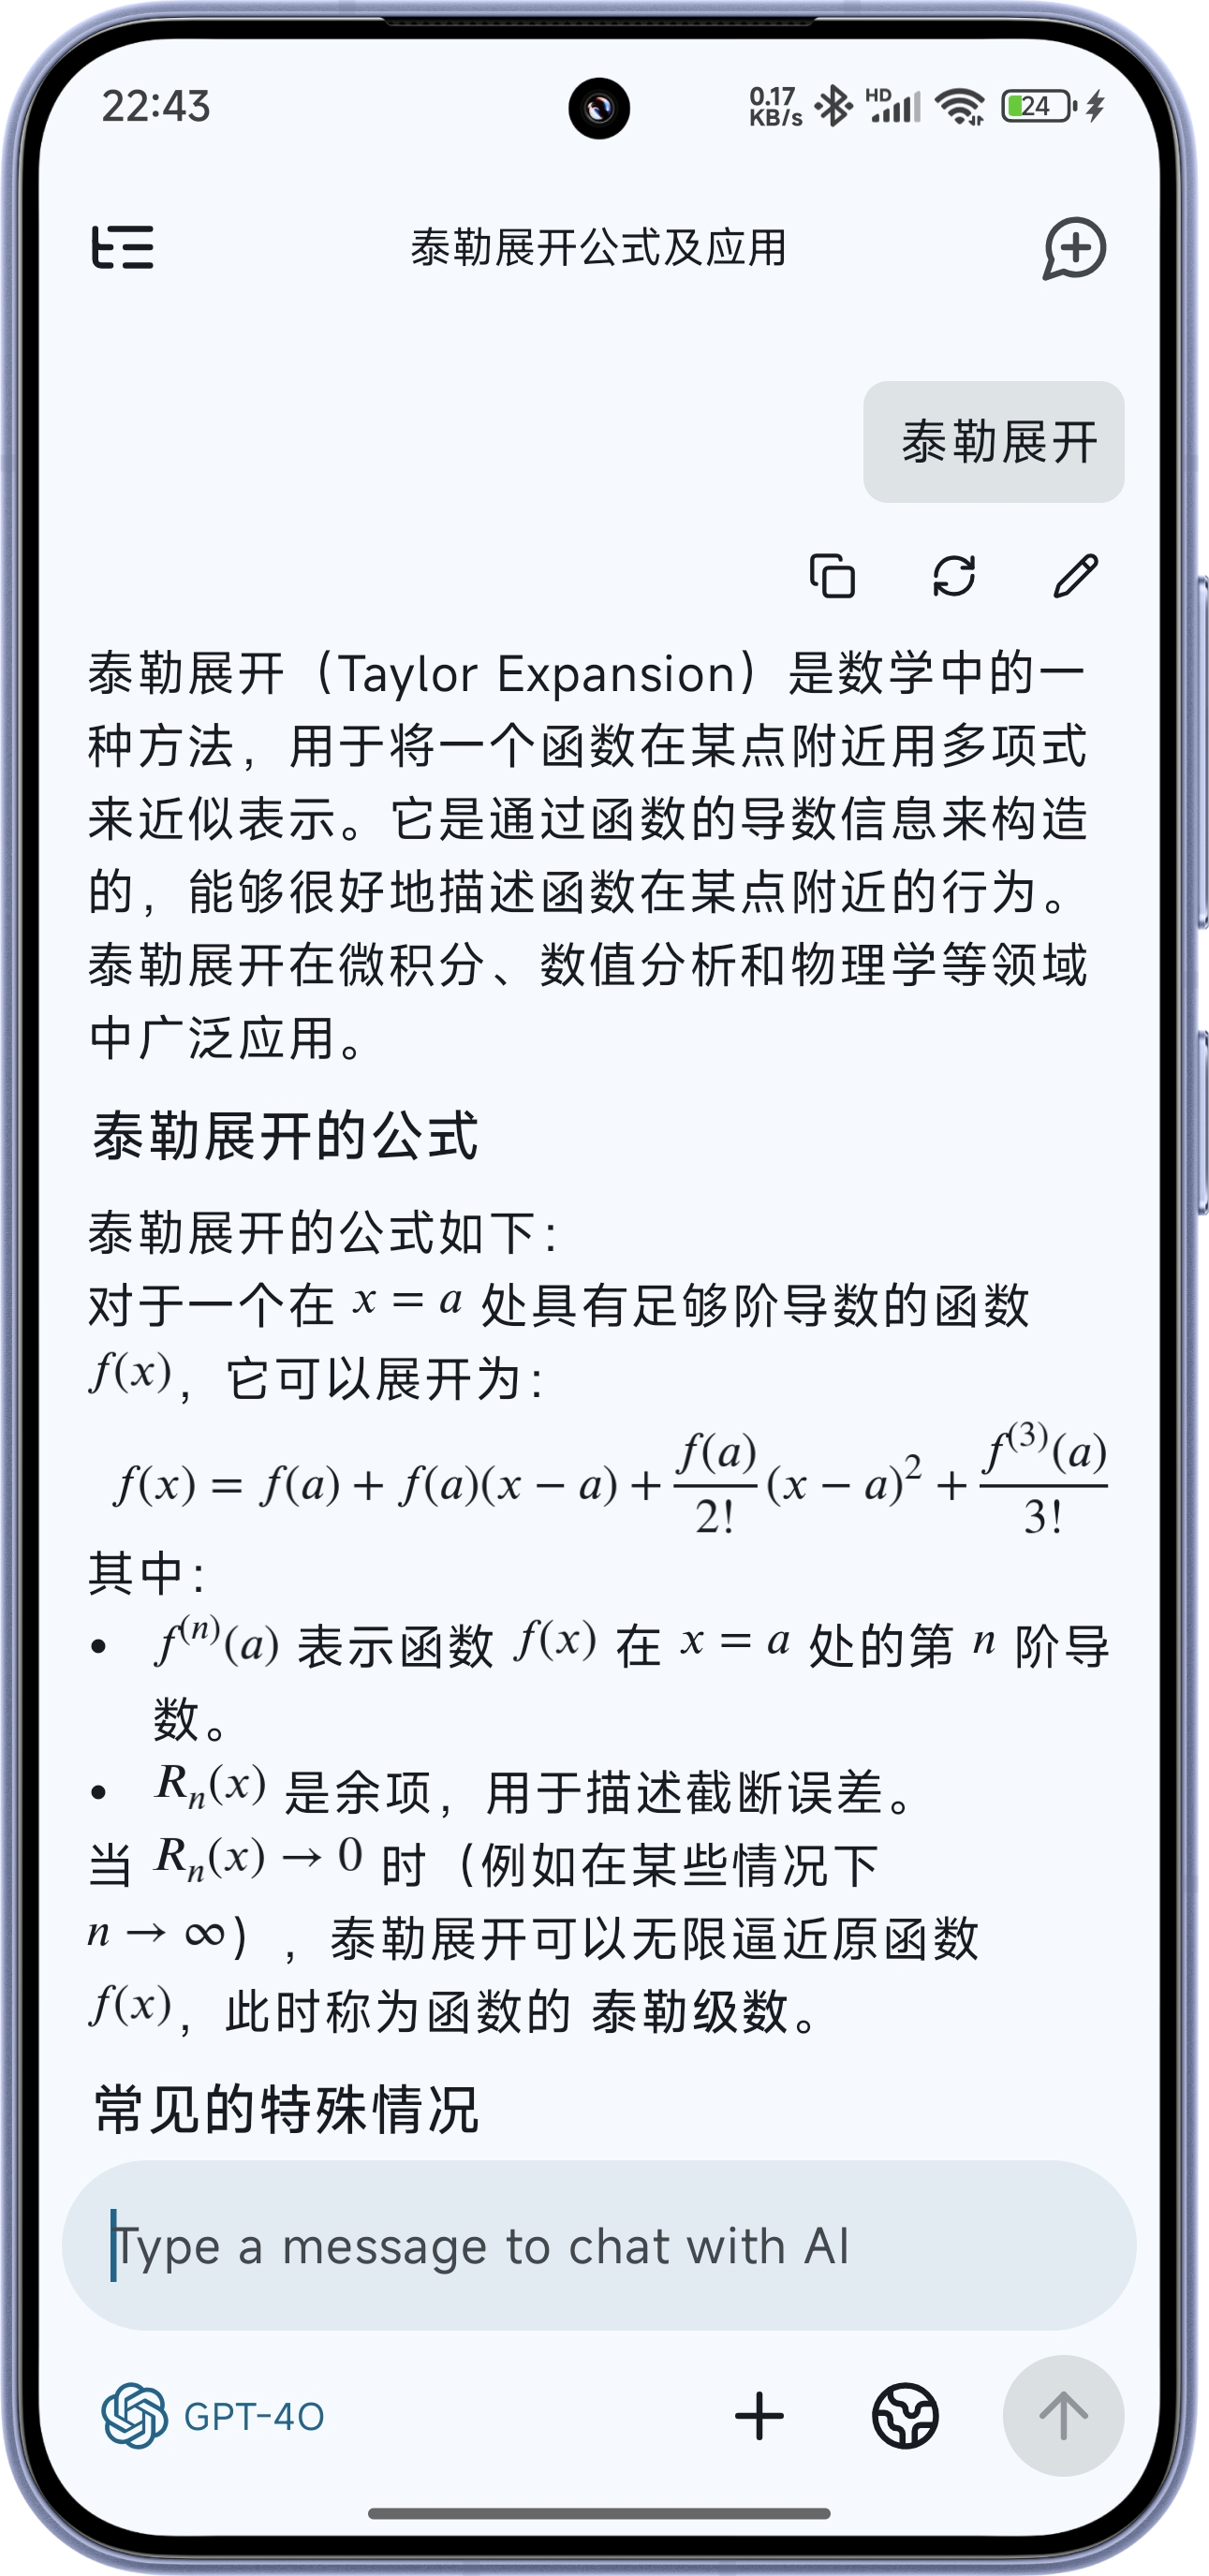 22:43
0.17 KB/s HD 24
泰勒展开公式及应用
泰勒展开
泰勒展开（Taylor Expansion）是数学中的一
种方法，用于将一个函数在某点附近用多项式
来近似表示。它是通过函数的导数信息来构造
的，能够很好地描述函数在某点附近的行为。
泰勒展开在微积分、数值分析和物理学等领域
中广泛应用。
泰勒展开的公式
泰勒展开的公式如下：
对于一个在 x = a 处具有足够阶导数的函数
f(x)，它可以展开为：
f(x) = f(a) + f(a)(x − a) + \frac{f(a)}{2!}(x − a)^2 + \frac{f^{(3)}(a)}{3!}
其中：
• f^{(n)}(a) 表示函数 f(x) 在 x = a 处的第 n 阶导
数。
• R_n(x) 是余项，用于描述截断误差。
当 R_n(x) → 0 时（例如在某些情况下
n → ∞），泰勒展开可以无限逼近原函数
f(x)，此时称为函数的 泰勒级数。
常见的特殊情况
Type a message to chat with AI
GPT-4O